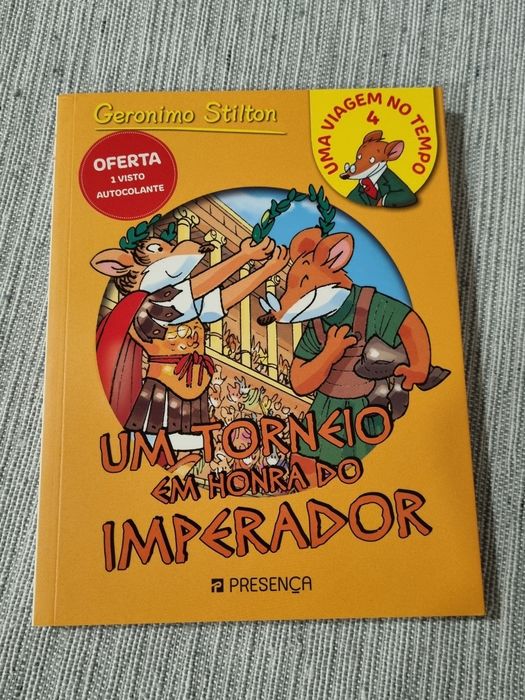 Geronimo Stilton
UMA VIAGEM NO TEMPO
4
OFERTA
1 VISTO
AUTOCOLANTE
UM TORNEIO
EM HONRA DO
IMPERADOR
PRESENÇA